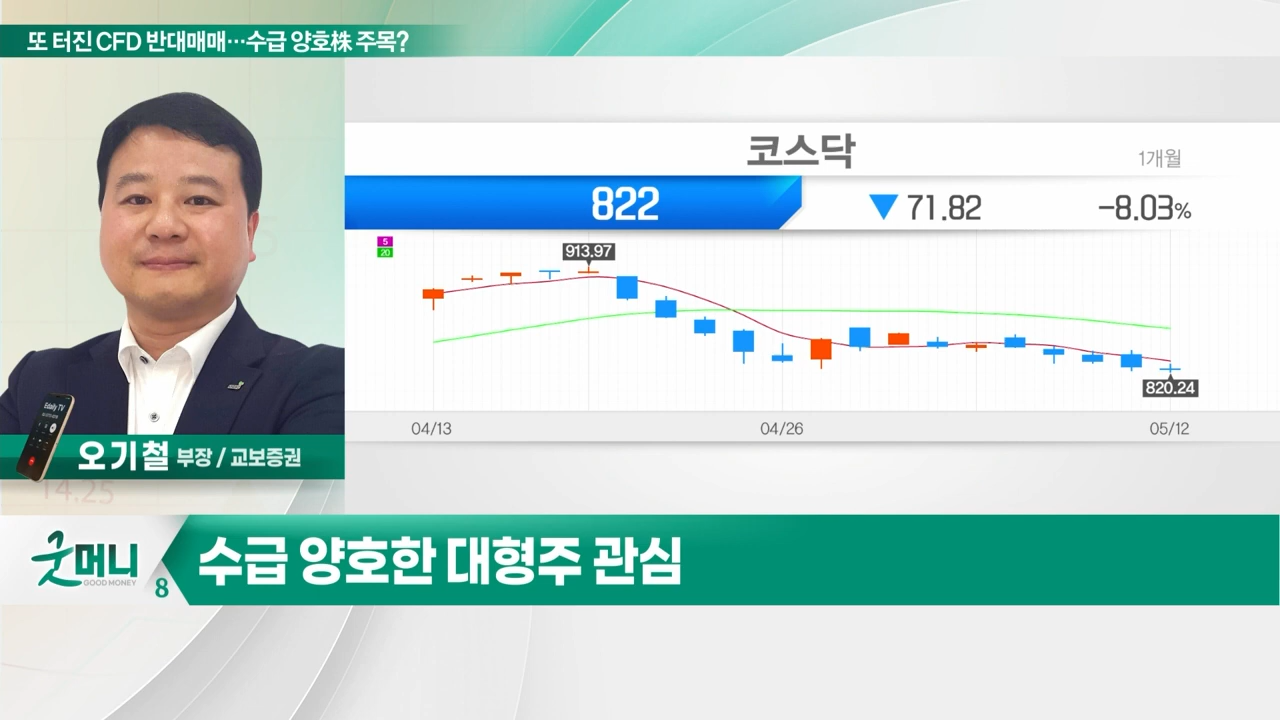 또 터진 CFD 반대매매…수급 양호株 주목?
코스닥
1개월
822 ▼ 71.82 -8.03%
5
20
913.97
820.24
04/13 04/26 05/12
Edaily TV
오기철 부장 / 교보증권
14.25
굿머니
GOOD MONEY
8
수급 양호한 대형주 관심